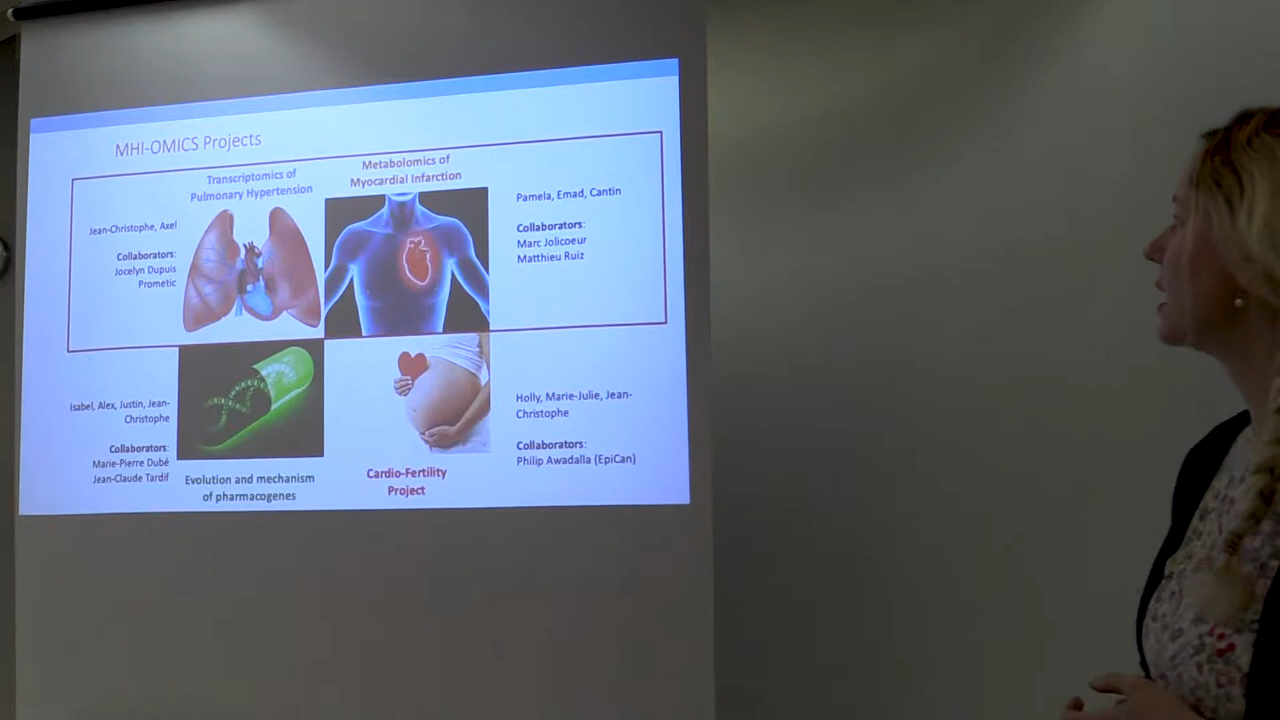 MHI-OMICS Projects
Transcriptomics of
Pulmonary Hypertension
Metabolomics of
Myocardial Infarction
Jean-Christophe, Axel
Collaborators:
Jocelyn Dupuis
Prometic
Pamela, Emad, Cantin
Collaborators:
Marc Jolicoeur
Matthieu Ruiz
Isabel, Alex, Justin, Jean-
Christophe
Collaborators:
Marie-Pierre Dubé
Jean-Claude Tardif
Evolution and mechanism
of pharmacogenes
Cardio-Fertility
Project
Holly, Marie-Julie, Jean-
Christophe
Collaborators:
Philip Awadalla (EpiCan)